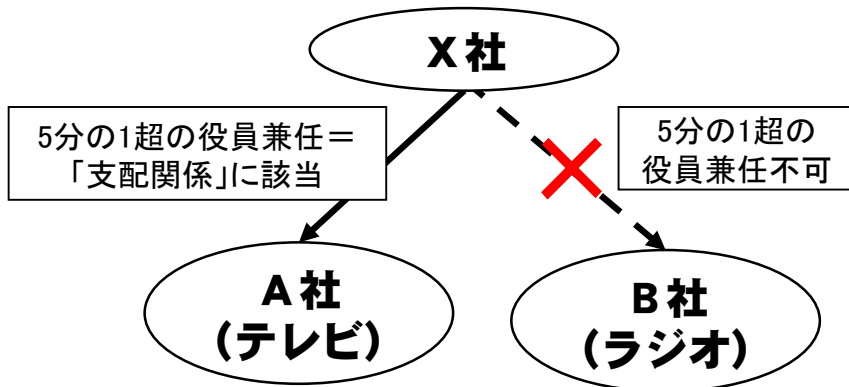 X社
5分の1超の役員兼任＝
「支配関係」に該当
5分の1超の
役員兼任不可
A社
(テレビ)
B社
(ラジオ)